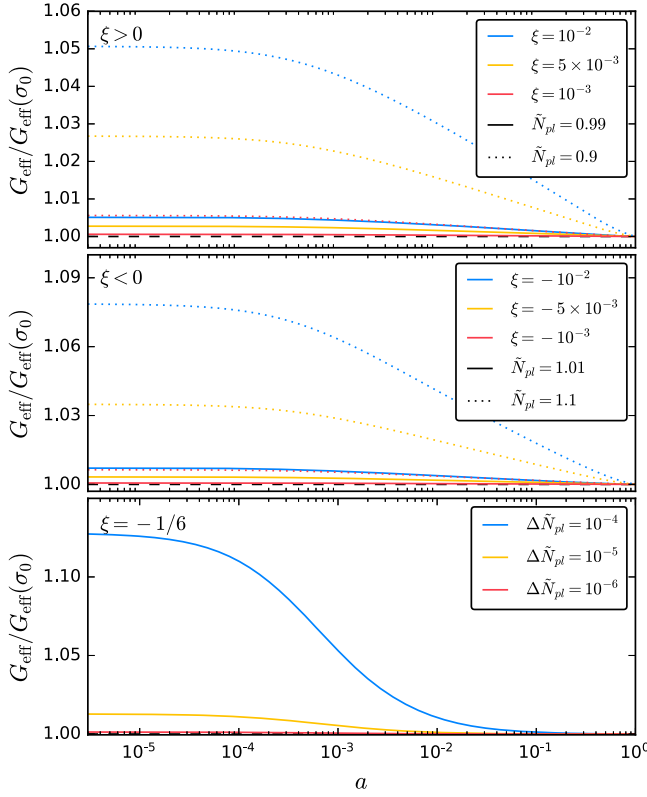 1.06
1.05
1.04
1.03
1.02
1.01
1.00
G_eff/G_eff(σ_0)
ξ>0
ξ=10^{-2}
ξ=5×10^{-3}
ξ=10^{-3}
Ñ_pl=0.99
Ñ_pl=0.9
1.09
1.06
1.03
1.00
G_eff/G_eff(σ_0)
ξ<0
ξ=−10^{-2}
ξ=−5×10^{-3}
ξ=−10^{-3}
Ñ_pl=1.01
Ñ_pl=1.1
1.10
1.05
1.00
G_eff/G_eff(σ_0)
ξ=−1/6
ΔÑ_pl=10^{-4}
ΔÑ_pl=10^{-5}
ΔÑ_pl=10^{-6}
10^{-5} 10^{-4} 10^{-3} 10^{-2} 10^{-1} 10^{0}
a